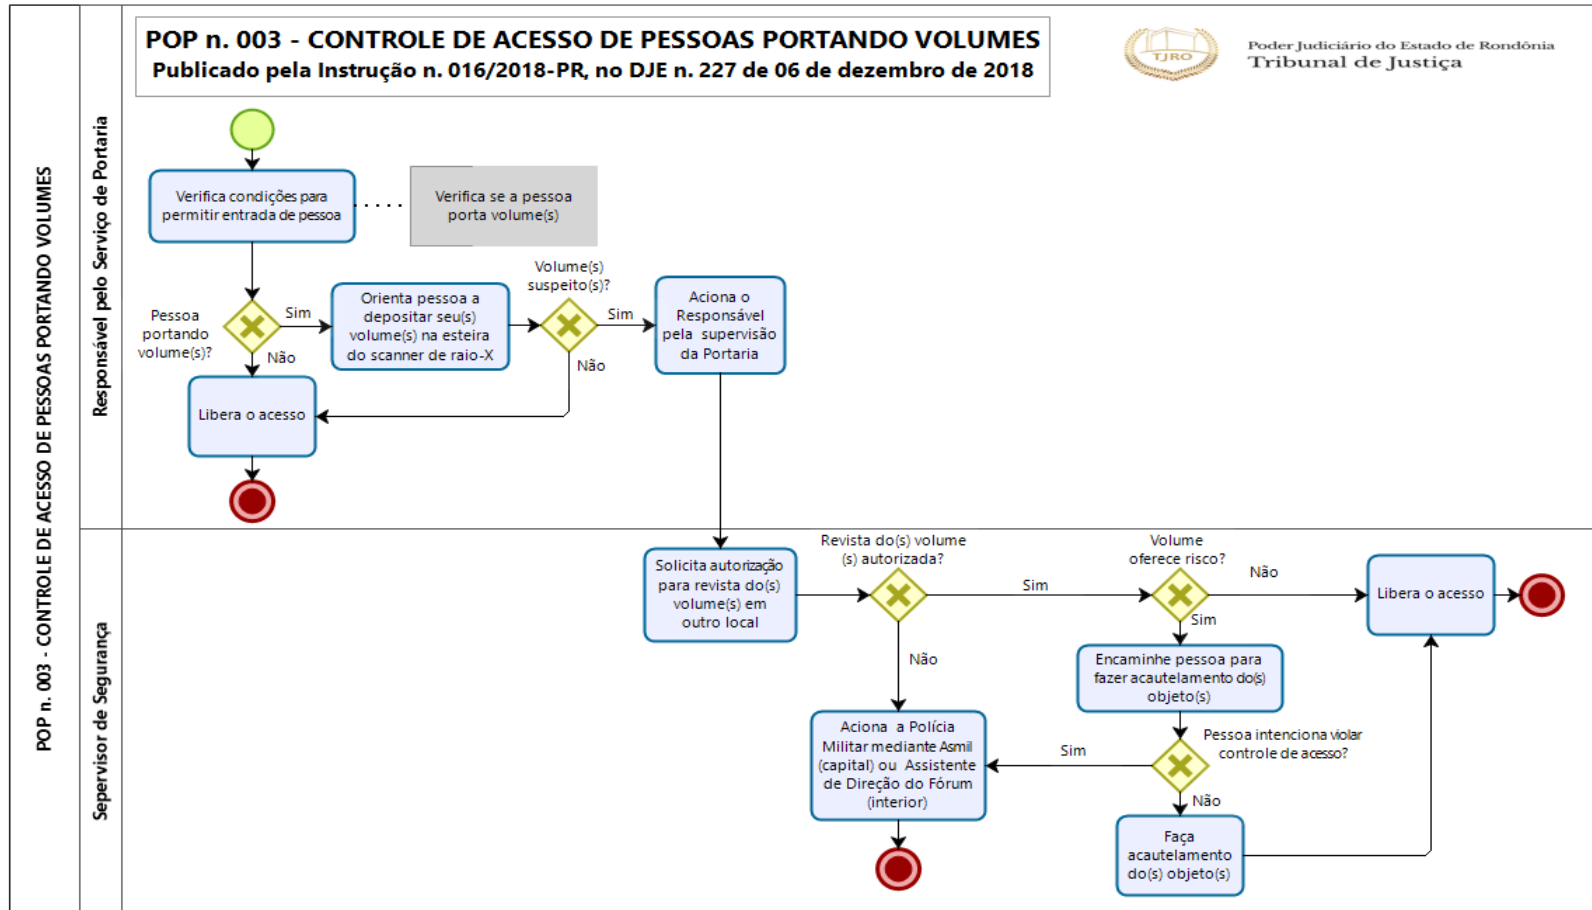 POP n. 003 - CONTROLE DE ACESSO DE PESSOAS PORTANDO VOLUMES
Publicado pela Instrução n. 016/2018-PR, no DJE n. 227 de 06 de dezembro de 2018
TJRO
Poder Judiciário do Estado de Rondônia
Tribunal de Justiça
POP n. 003 - CONTROLE DE ACESSO DE PESSOAS PORTANDO VOLUMES
Responsável pelo Serviço de Portaria
Verifica condições para
permitir entrada de pessoa
Verifica se a pessoa
porta volume(s)
Pessoa
portando
volume(s)?
Sim
Não
Orienta pessoa a
depositar seu(s)
volume(s) na esteira
do scanner de raio-X
Volume(s)
suspeito(s)?
Sim
Não
Aciona o
Responsável
pela supervisão
da Portaria
Libera o acesso
Sepervisor de Segurança
Solicita autorização
para revista do(s)
volume(s) em
outro local
Revista do(s) volume
(s) autorizada?
Sim
Não
Volume
oferece risco?
Não
Sim
Libera o acesso
Encaminhe pessoa para
fazer acautelamento do(s)
objeto(s)
Aciona a Polícia
Militar mediante Asmil
(capital) ou Assistente
de Direção do Fórum
(interior)
Pessoa intenciona violar
controle de acesso?
Sim
Não
Faça
acautelamento
do(s) objeto(s)